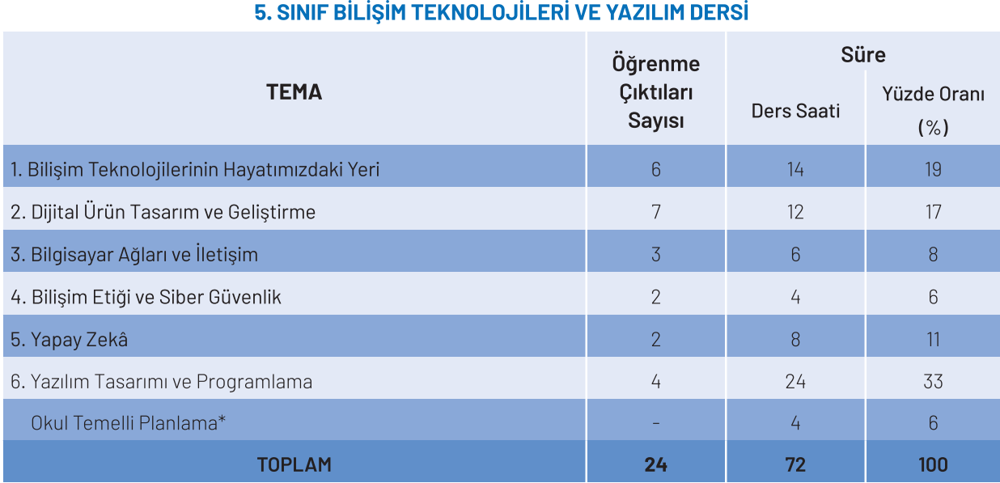 5. SINIF BİLİŞİM TEKNOLOJİLERİ VE YAZILIM DERSİ
TEMA
Öğrenme
Çıktıları
Sayısı
Süre
Ders Saati
Yüzde Oranı
(%)
1. Bilişim Teknolojilerinin Hayatımızdaki Yeri 6 14 19
2. Dijital Ürün Tasarım ve Geliştirme 7 12 17
3. Bilgisayar Ağları ve İletişim 3 6 8
4. Bilişim Etiği ve Siber Güvenlik 2 4 6
5. Yapay Zekâ 2 8 11
6. Yazılım Tasarımı ve Programlama 4 24 33
Okul Temelli Planlama* - 4 6
TOPLAM 24 72 100